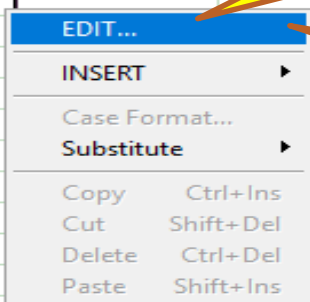 EDIT...
INSERT
Case Format...
Substitute
Copy Ctrl+Ins
Cut Shift+Del
Delete Ctrl+Del
Paste Shift+Ins